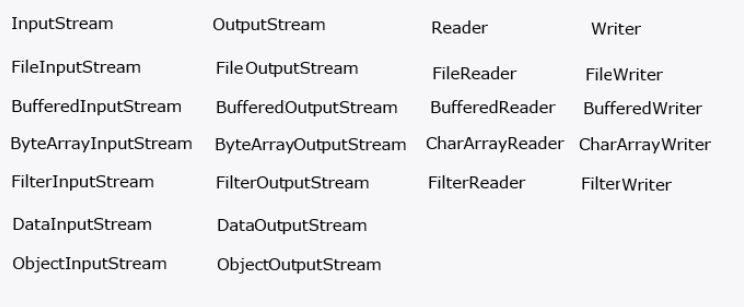 InputStream OutputStream Reader Writer
FileInputStream File OutputStream FileReader FileWriter
BufferedInputStream BufferedOutputStream BufferedReader BufferedWriter
ByteArrayInputStream ByteArrayOutputStream CharArrayReader CharArrayWriter
FilterInputStream FilterOutputStream FilterReader FilterWriter
DataInputStream DataOutputStream
ObjectInputStream ObjectOutputStream